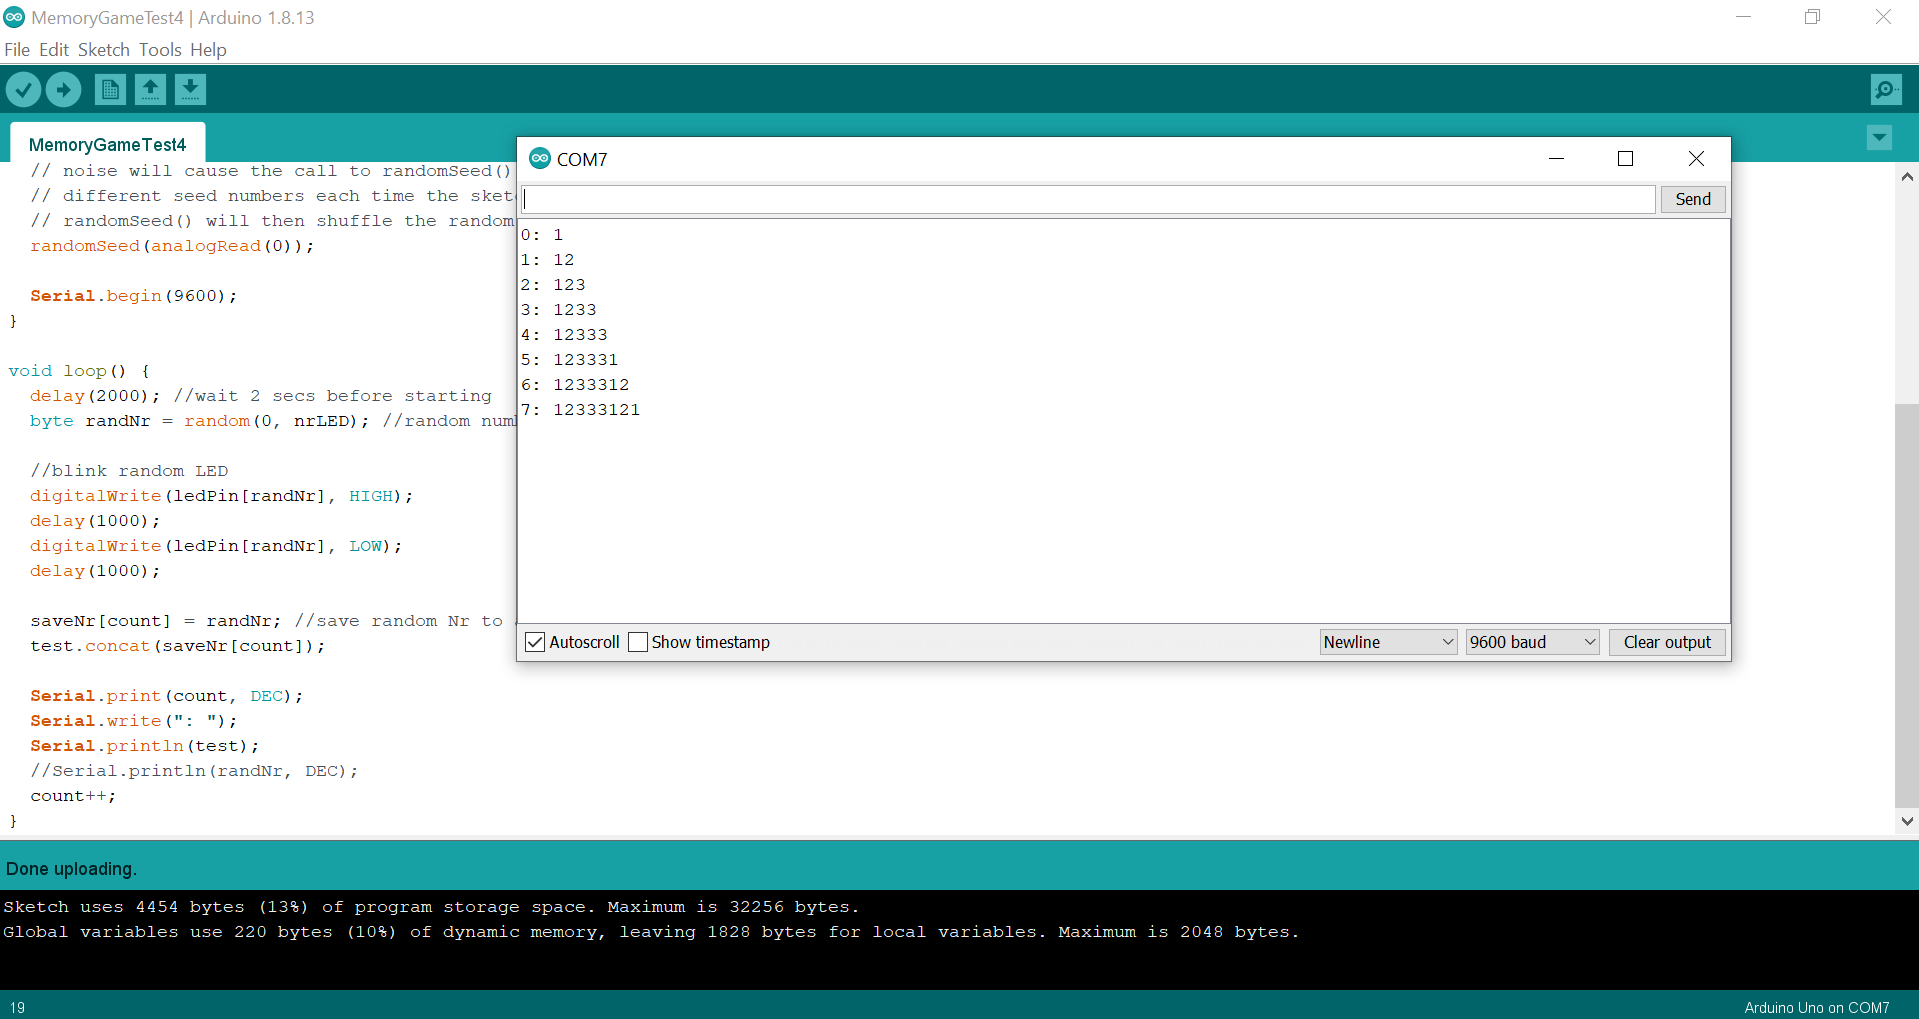 MemoryGameTest4 | Arduino 1.8.13
File Edit Sketch Tools Help
MemoryGameTest4
// noise will cause the call to randomSeed()
// different seed numbers each time the
// randomSeed() will then shuffle the random
randomSeed(analogRead(0));
Serial.begin(9600);
}
void loop() {
delay(2000); //wait 2 secs before starting
byte randNr = random(0, nrLED); //random
//blink random LED
digitalWrite(ledPin[randNr], HIGH);
delay(1000);
digitalWrite(ledPin[randNr], LOW);
delay(1000);
saveNr[count] = randNr; //save random Nr to
test.concat(saveNr[count]);
Serial.print(count, DEC);
Serial.write(": ");
Serial.println(test);
//Serial.println(randNr, DEC);
count++;
}
COM7
Send
0: 1
1: 12
2: 123
3: 1233
4: 12333
5: 123331
6: 1233312
7: 12333121
Autoscroll Show timestamp Newline 9600 baud Clear output
Done uploading.
Sketch uses 4454 bytes (13%) of program storage space. Maximum is 32256 bytes.
Global variables use 220 bytes (10%) of dynamic memory, leaving 1828 bytes for local variables. Maximum is 2048 bytes.
19 Arduino Uno on COM7